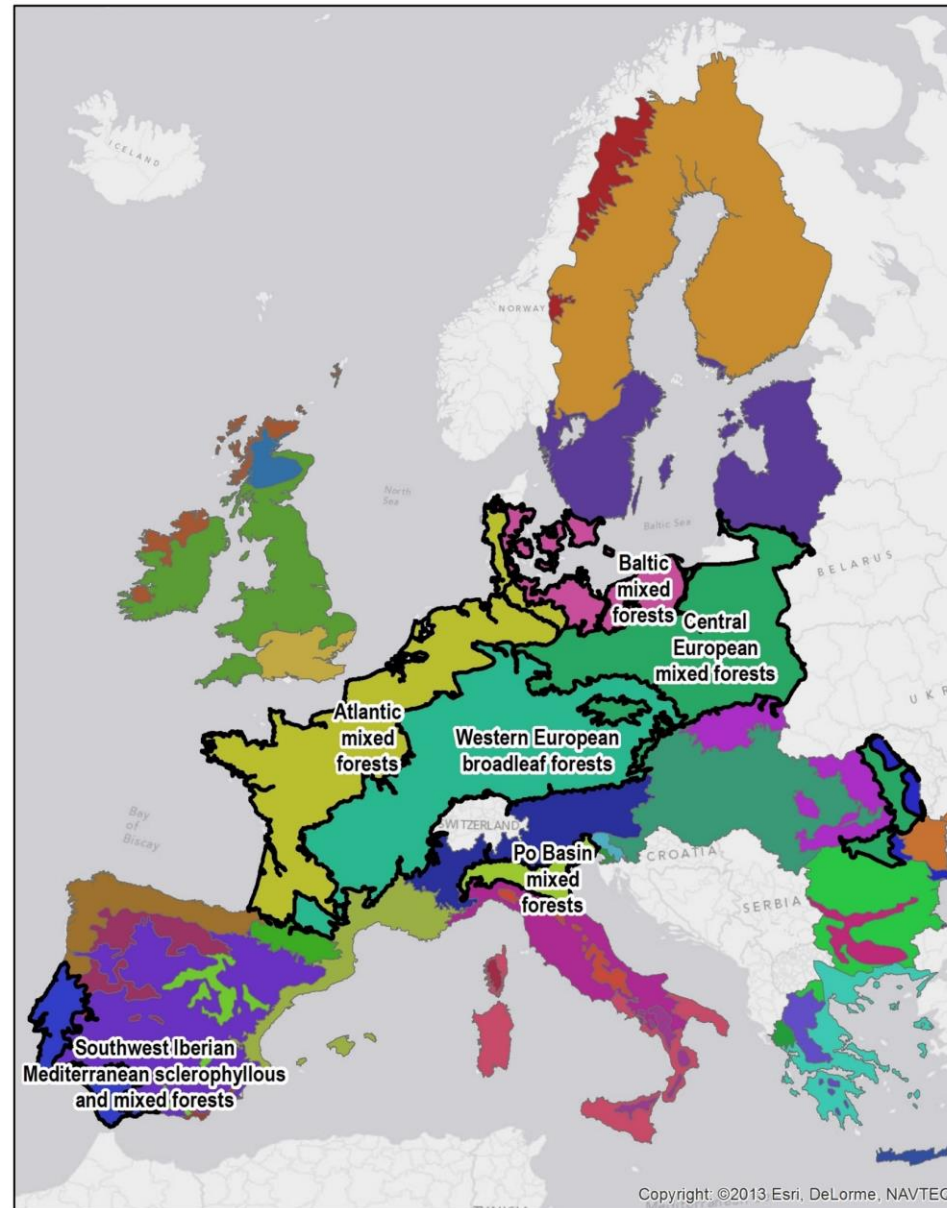 ICELAND
NORWAY
North
Sea
Baltic Sea
BELARUS
Baltic
mixed
forests
Central
European
mixed forests
UKR
Atlantic
mixed
forests
Western European
broadleaf forests
Bay
of
Biscay
SWITZERLAND
Po Basin
mixed
forests
CROATIA
SERBIA
Southwest Iberian
Mediterranean sclerophyllous
and mixed forests
Copyright: ©2013 Esri, DeLorme, NAVTEQ